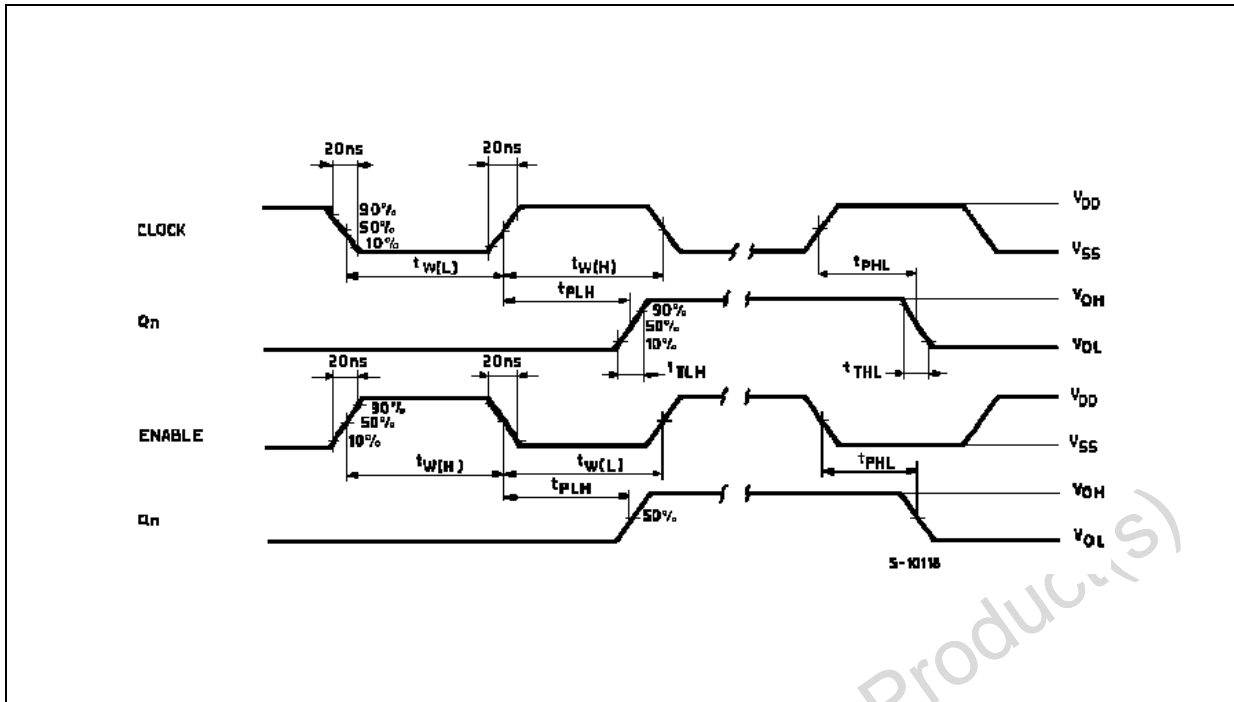 20ns 20ns
CLOCK
90%
50%
10%
VDD
VSS
tW(L) tW(H) tPHL
tPLH
Qn
90%
50%
10%
VOH
VOL
20ns 20ns tTLH tTHL
ENABLE
90%
50%
10%
VDD
VSS
tW(H) tW(L) tPHL
tPLH
Qn
50%
VOH
VOL
S-10118
Product(s)